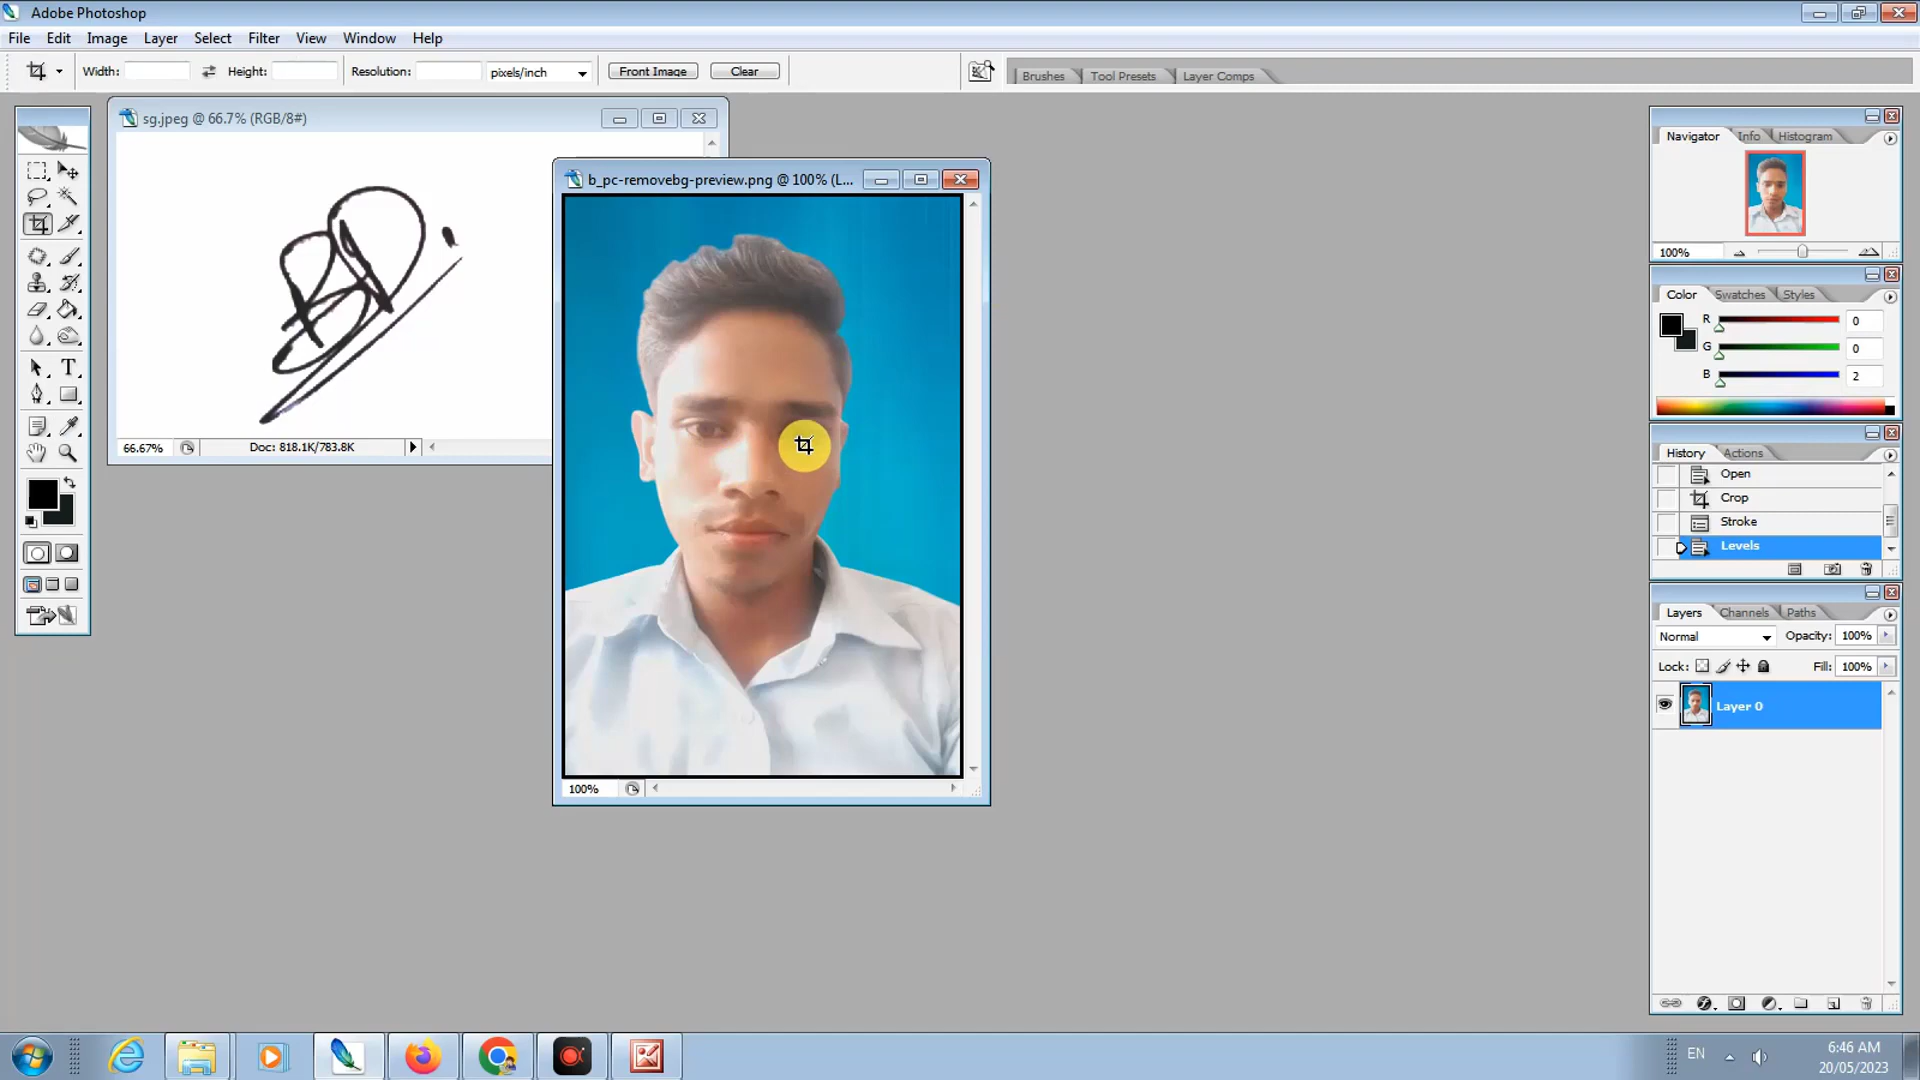 Adobe Photoshop
File Edit Image Layer Select Filter View Window Help
Width: Height: Resolution: pixels/inch Front Image Clear
Brushes Tool Presets Layer Comps
sg.jpeg @ 66.7% (RGB/8#)
66.67% Doc: 818.1K/783.8K
b_pc-removebg-preview.png @ 100% (L...
100%
Navigator Info Histogram
100%
Color Swatches Styles
R 0
G 0
B 2
History Actions
Open
Crop
Stroke
Levels
Layers Channels Paths
Normal Opacity: 100%
Lock: Fill: 100%
Layer 0
EN
6:46 AM
20/05/2023